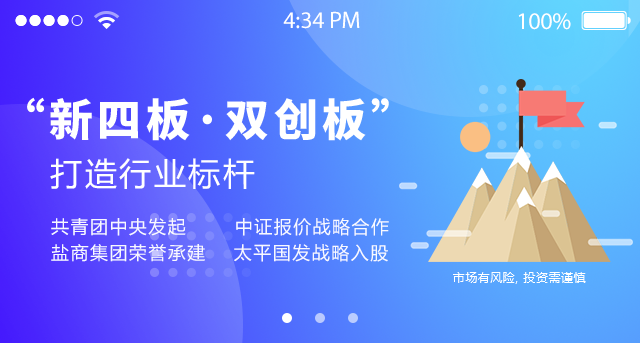 4:34 PM
100%
“新四板·双创板”
打造行业标杆
共青团中央发起 中证报价战略合作
盐商集团荣誉承建 太平国发战略入股
市场有风险, 投资需谨慎